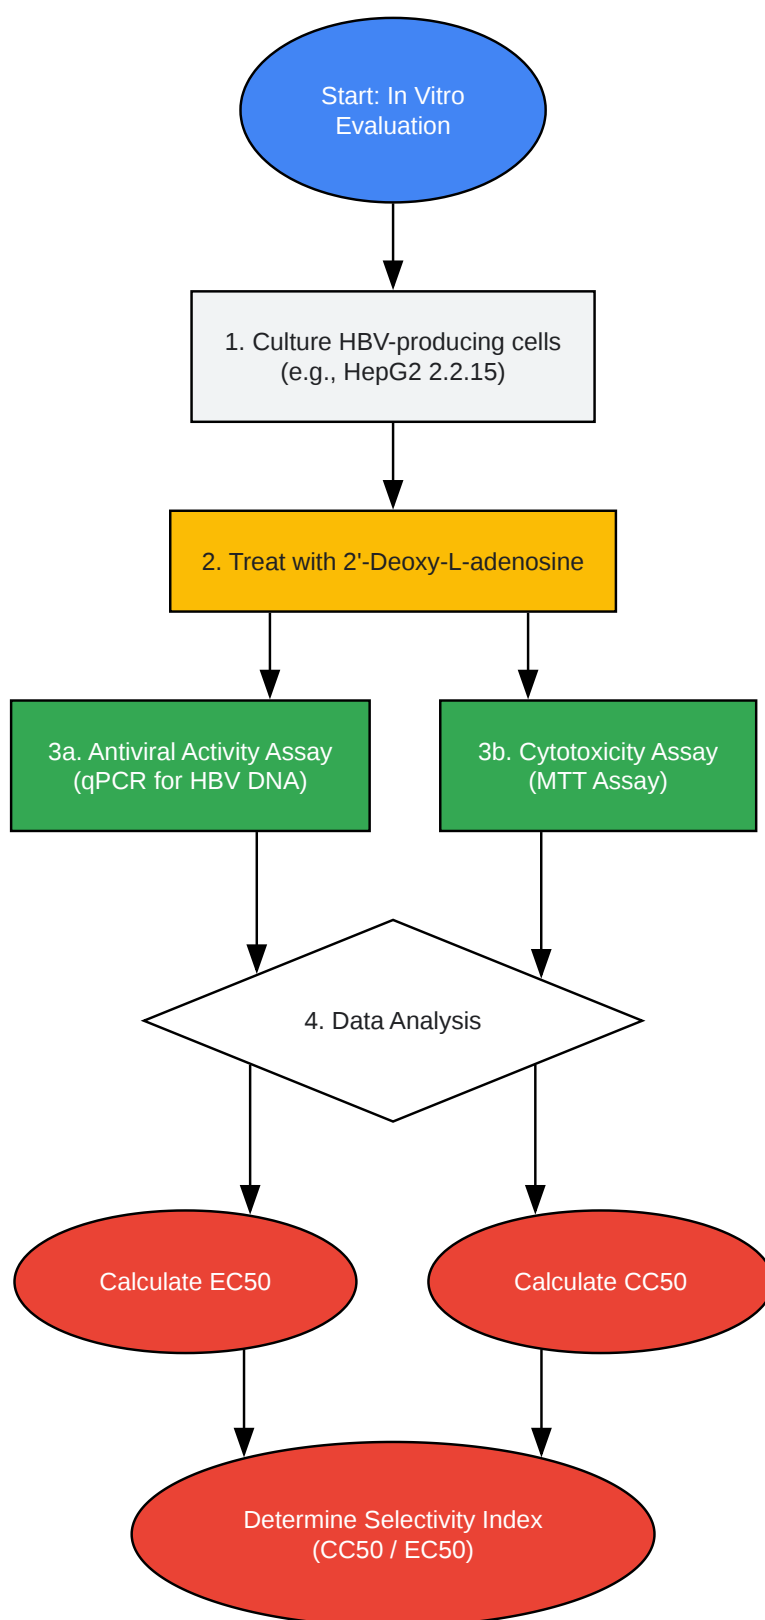 Start: In Vitro
Evaluation
1. Culture HBV-producing cells
(e.g., HepG2 2.2.15)
2. Treat with 2'-Deoxy-L-adenosine
3a. Antiviral Activity Assay
(qPCR for HBV DNA)
3b. Cytotoxicity Assay
(MTT Assay)
4. Data Analysis
Calculate EC50
Calculate CC50
Determine Selectivity Index
(CC50 / EC50)